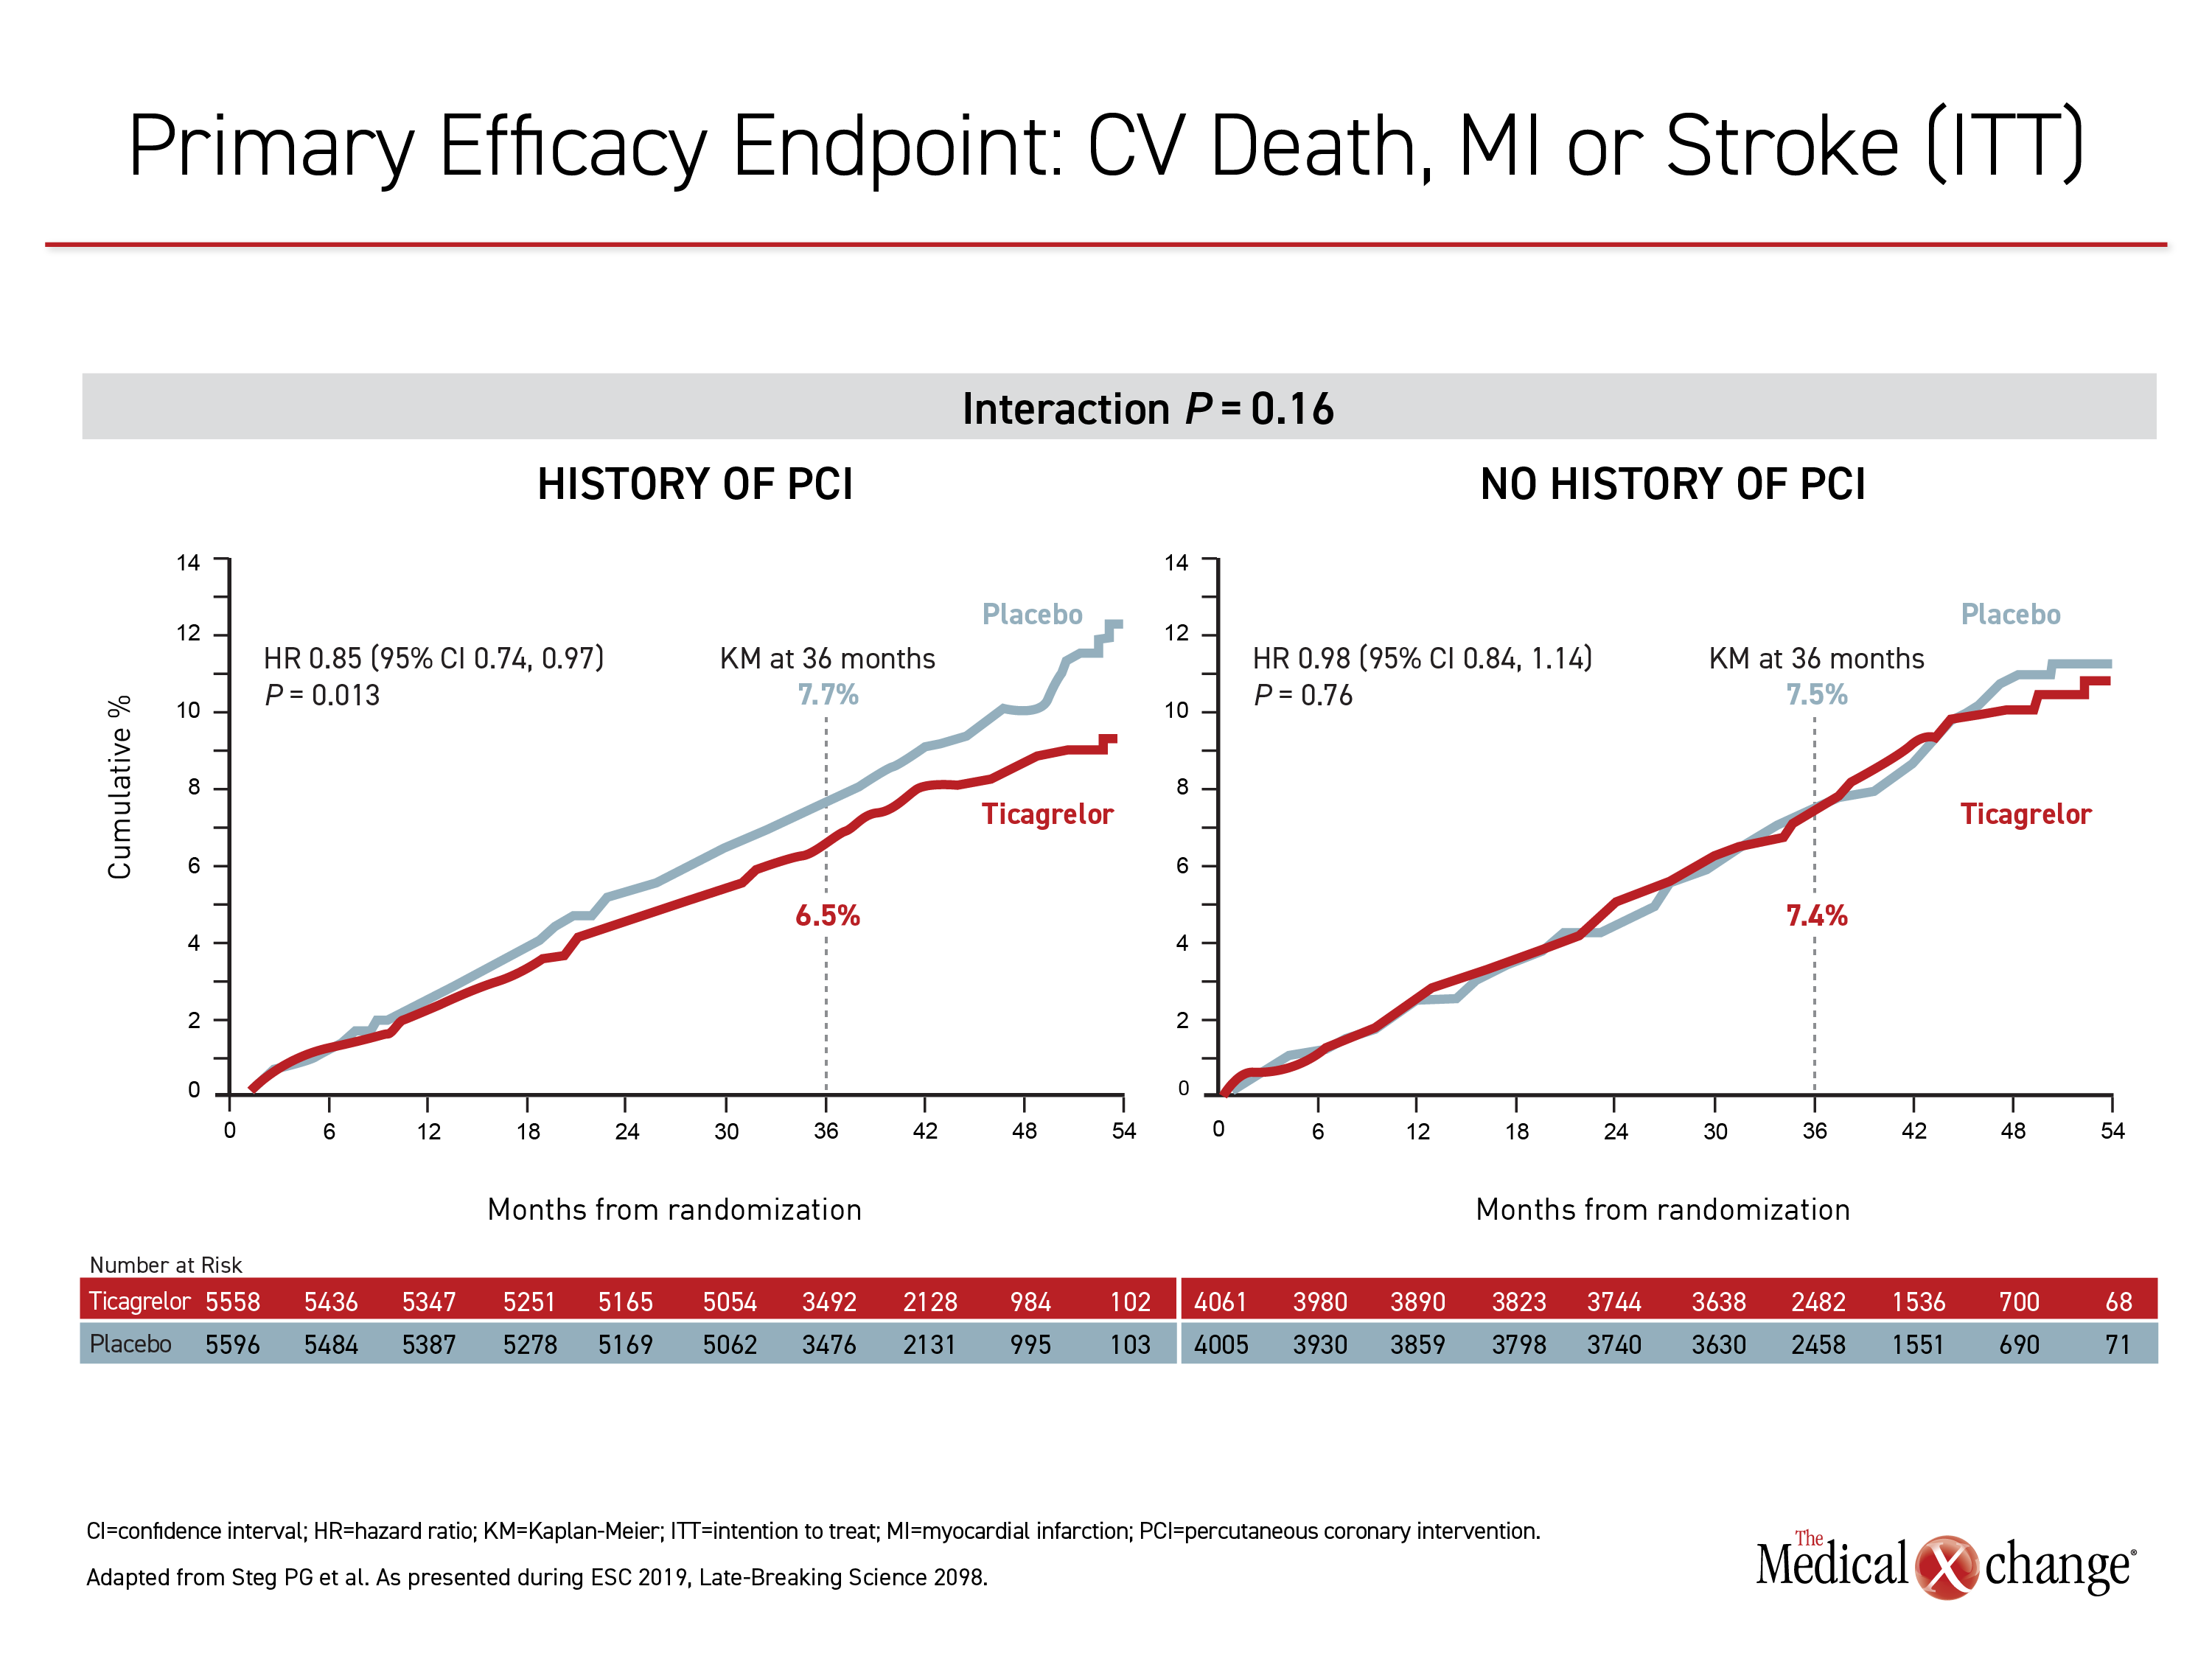 Primary Efficacy Endpoint: CV Death, MI or Stroke (ITT)
Interaction P = 0.16
HISTORY OF PCI
NO HISTORY OF PCI
Cumulative %
14
12
10
8
6
4
2
0
HR 0.85 (95% CI 0.74, 0.97)
P = 0.013
KM at 36 months
7.7%
6.5%
Placebo
Ticagrelor
0 6 12 18 24 30 36 42 48 54
Months from randomization
14
12
10
8
6
4
2
0
HR 0.98 (95% CI 0.84, 1.14)
P = 0.76
KM at 36 months
7.5%
7.4%
Placebo
Ticagrelor
0 6 12 18 24 30 36 42 48 54
Months from randomization
Number at Risk
Ticagrelor 5558 5436 5347 5251 5165 5054 3492 2128 984 102 4061 3980 3890 3823 3744 3638 2482 1536 700 68
Placebo 5596 5484 5387 5278 5169 5062 3476 2131 995 103 4005 3930 3859 3798 3740 3630 2458 1551 690 71
CI=confidence interval; HR=hazard ratio; KM=Kaplan-Meier; ITT=intention to treat; MI=myocardial infarction; PCI=percutaneous coronary intervention.
Adapted from Steg PG et al. As presented during ESC 2019, Late-Breaking Science 2098.
The
Medical X change®